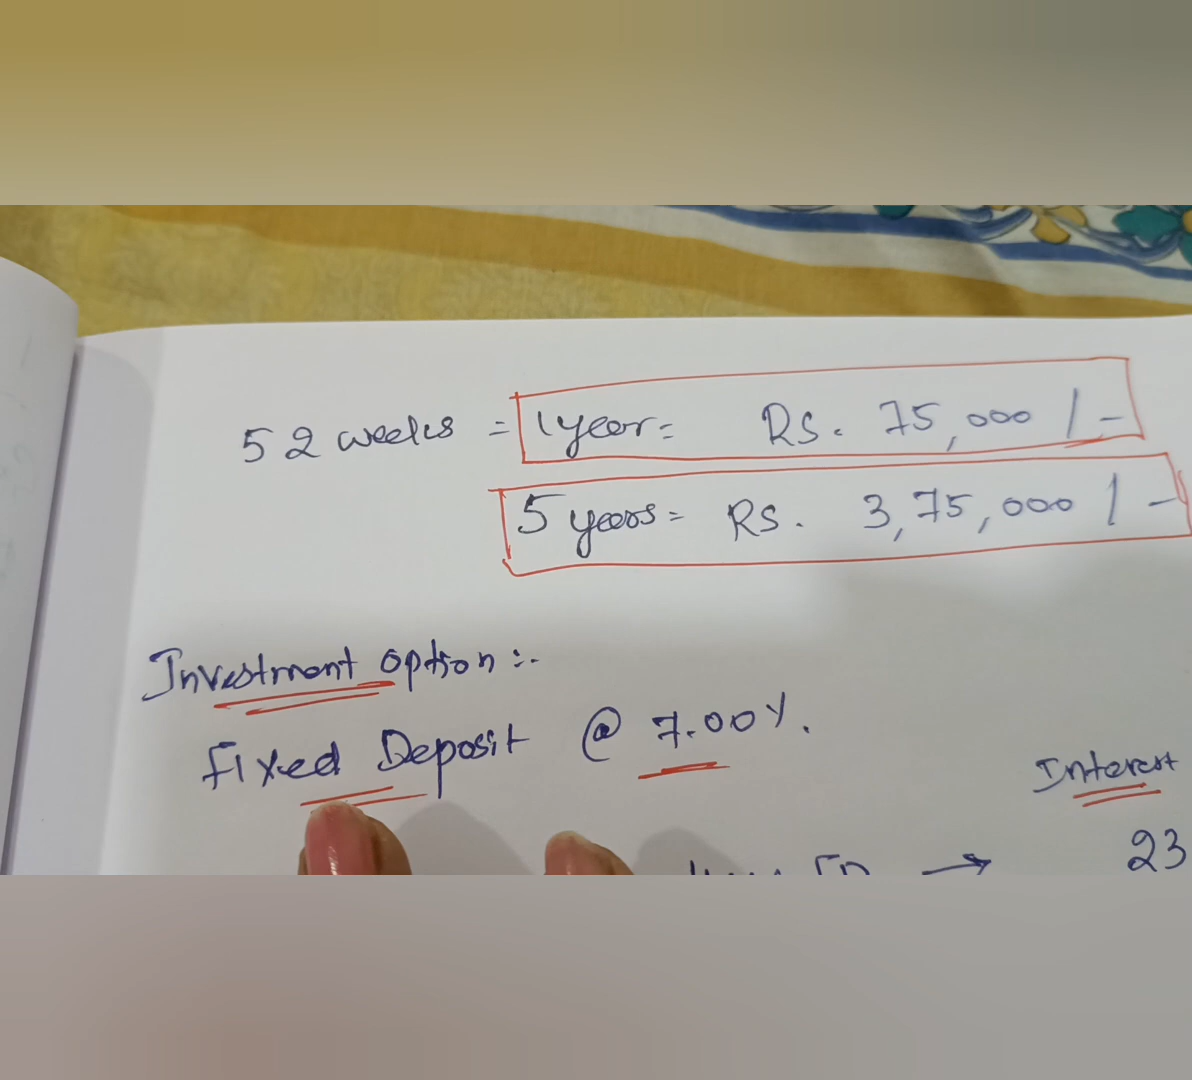 52 weeks = 1 year = Rs. 75,000/-
5 years = Rs. 3,75,000/-
Investment option :-
Fixed Deposit @ 7.00%.
Interest
23